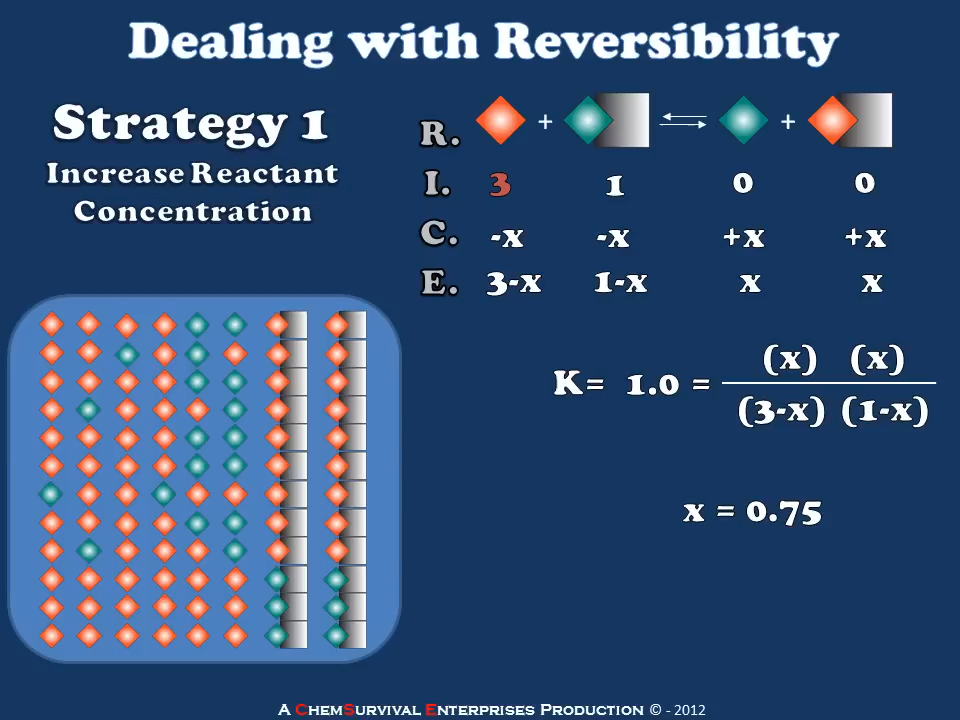 Dealing with Reversibility
Strategy 1
Increase Reactant
Concentration
R. + +
I. 3 1 0 0
C. -x -x +x +x
E. 3-x 1-x x x
(x) (x)
K= 1.0 =
(3-x) (1-x)
x = 0.75
A ChemSurvival Enterprises Production © - 2012